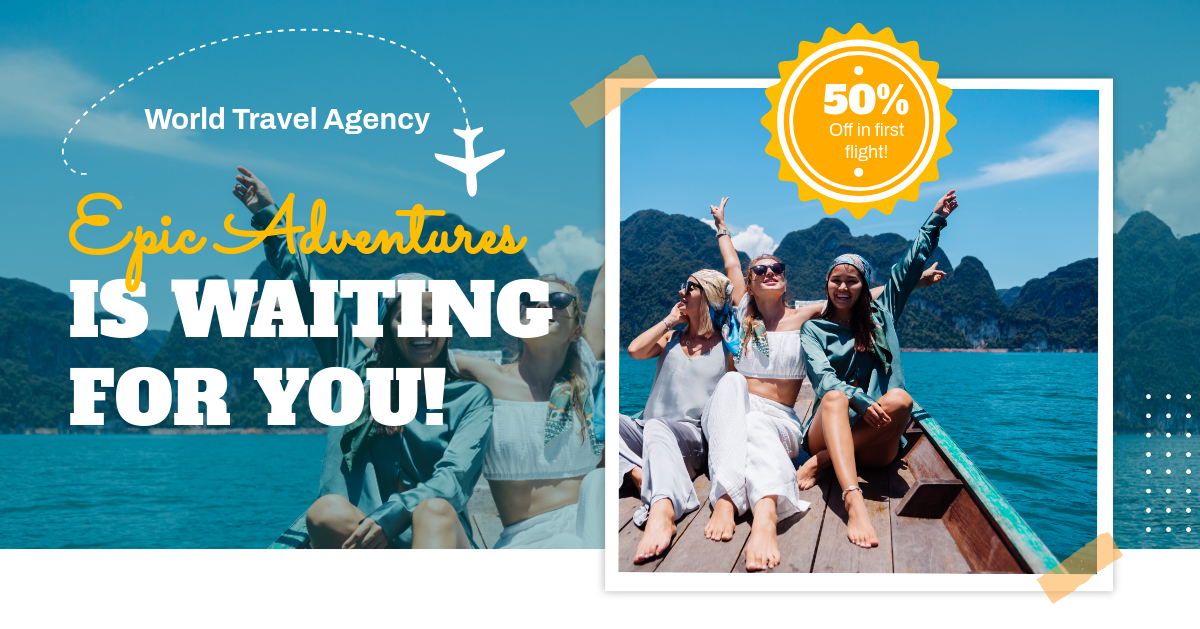 World Travel Agency
Epic Adventures
IS WAITING
FOR YOU!
50%
Off in first
flight!